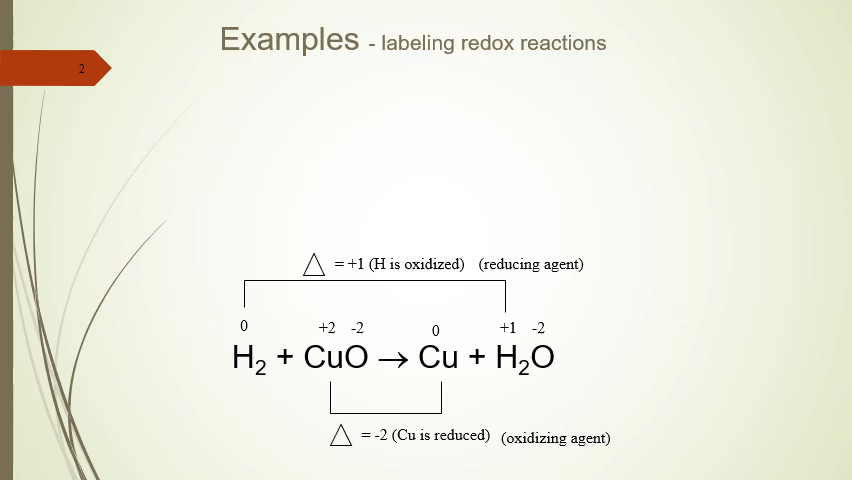 Examples - labeling redox reactions
2
△ = +1 (H is oxidized) (reducing agent)
0 +2 -2 0 +1 -2
H₂ + CuO → Cu + H₂O
△ = -2 (Cu is reduced) (oxidizing agent)